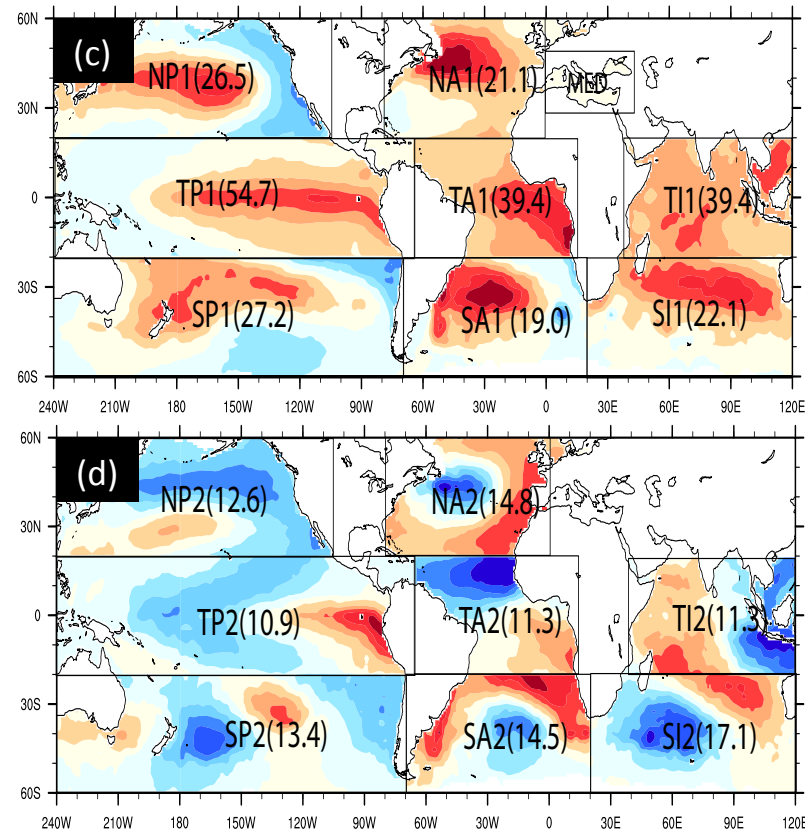 60N
(c)
NP1(26.5)
NA1(21.1)
MED
30N
TP1(54.7)
TA1(39.4)
TI1(39.4)
0
30S
SP1(27.2)
SA1 (19.0)
SI1(22.1)
60S
240W 210W 180 150W 120W 90W 60W 30W 0 30E 60E 90E 120E
60N
(d)
NP2(12.6)
NA2(14.8)
30N
0
TP2(10.9)
TA2(11.3)
TI2(11.3)
30S
SP2(13.4)
SA2(14.5)
SI2(17.1)
60S
240W 210W 180 150W 120W 90W 60W 30W 0 30E 60E 90E 120E